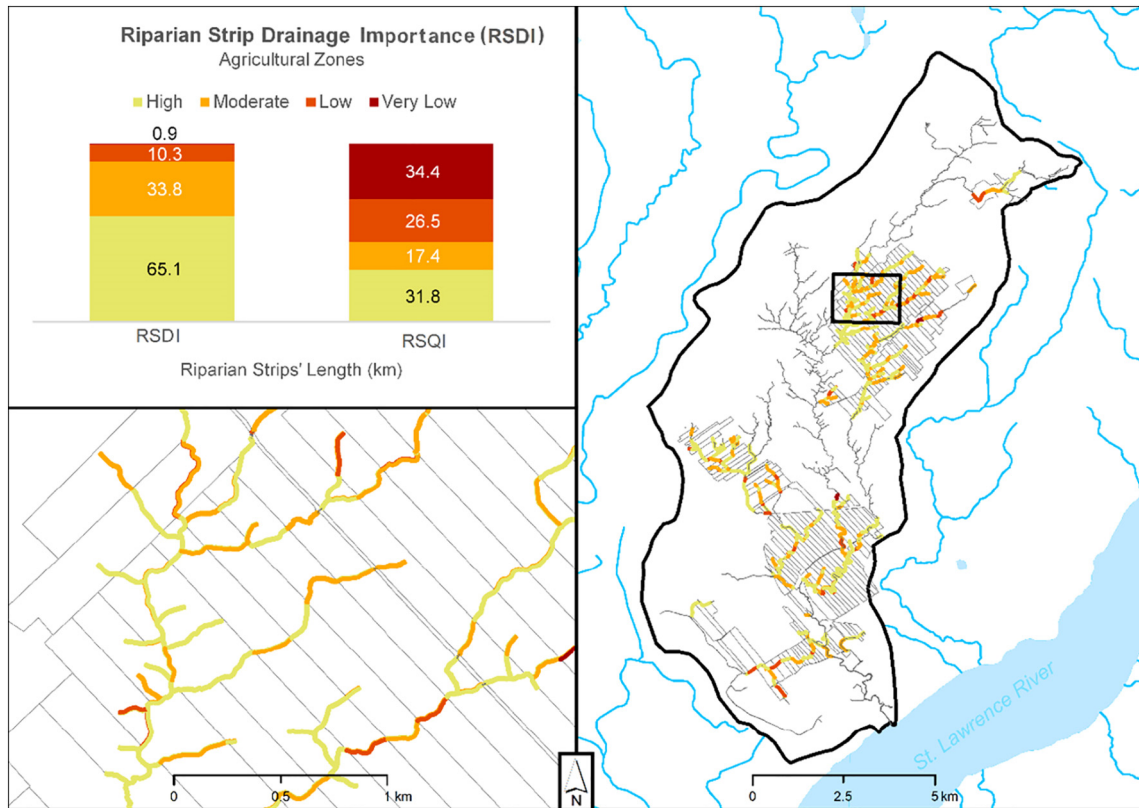 Riparian Strip Drainage Importance (RSDI)
Agricultural Zones
High Moderate Low Very Low
0.9
10.3
33.8
65.1
34.4
26.5
17.4
31.8
RSDI RSQI
Riparian Strips' Length (km)
0 0.5 1 km
N
0 2.5 5 km
St. Lawrence River